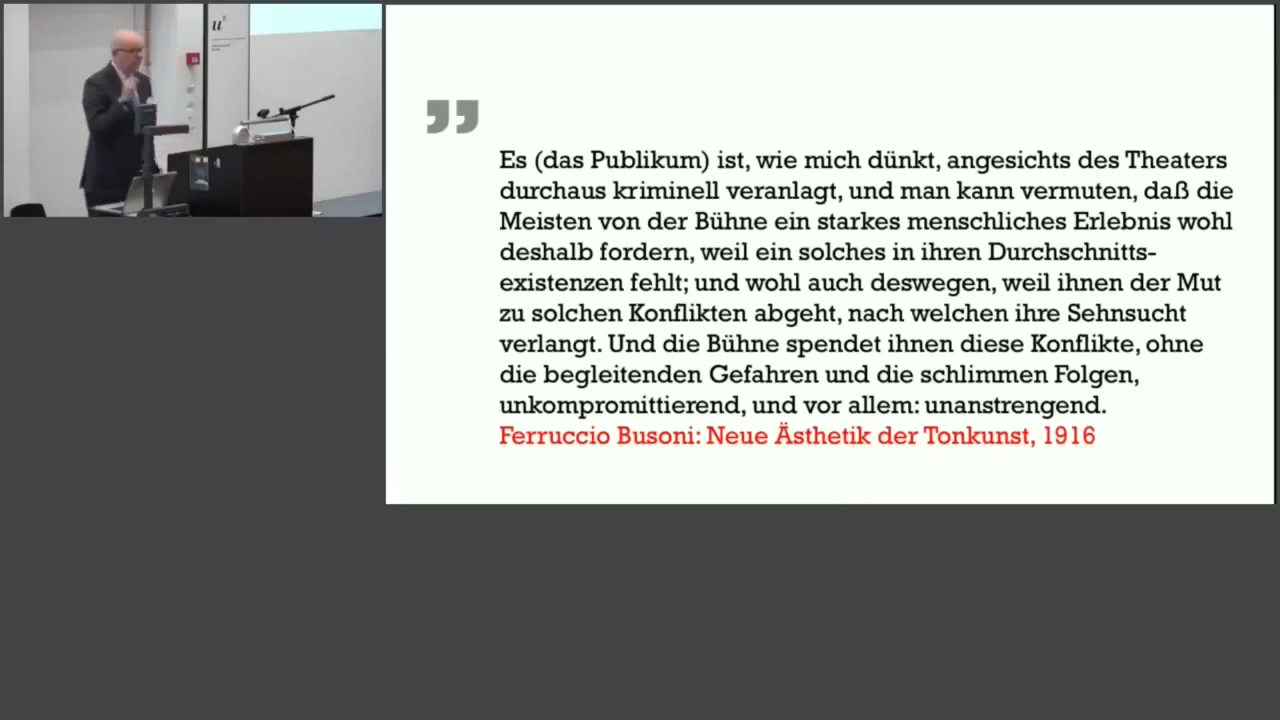 u
”
Es (das Publikum) ist, wie mich dünkt, angesichts des Theaters
durchaus kriminell veranlagt, und man kann vermuten, daß die
Meisten von der Bühne ein starkes menschliches Erlebnis wohl
deshalb fordern, weil ein solches in ihren Durchschnitts-
existenzen fehlt; und wohl auch deswegen, weil ihnen der Mut
zu solchen Konflikten abgeht, nach welchen ihre Sehnsucht
verlangt. Und die Bühne spendet ihnen diese Konflikte, ohne
die begleitenden Gefahren und die schlimmen Folgen,
unkompromittierend, und vor allem: unanstrengend.
Ferruccio Busoni: Neue Ästhetik der Tonkunst, 1916